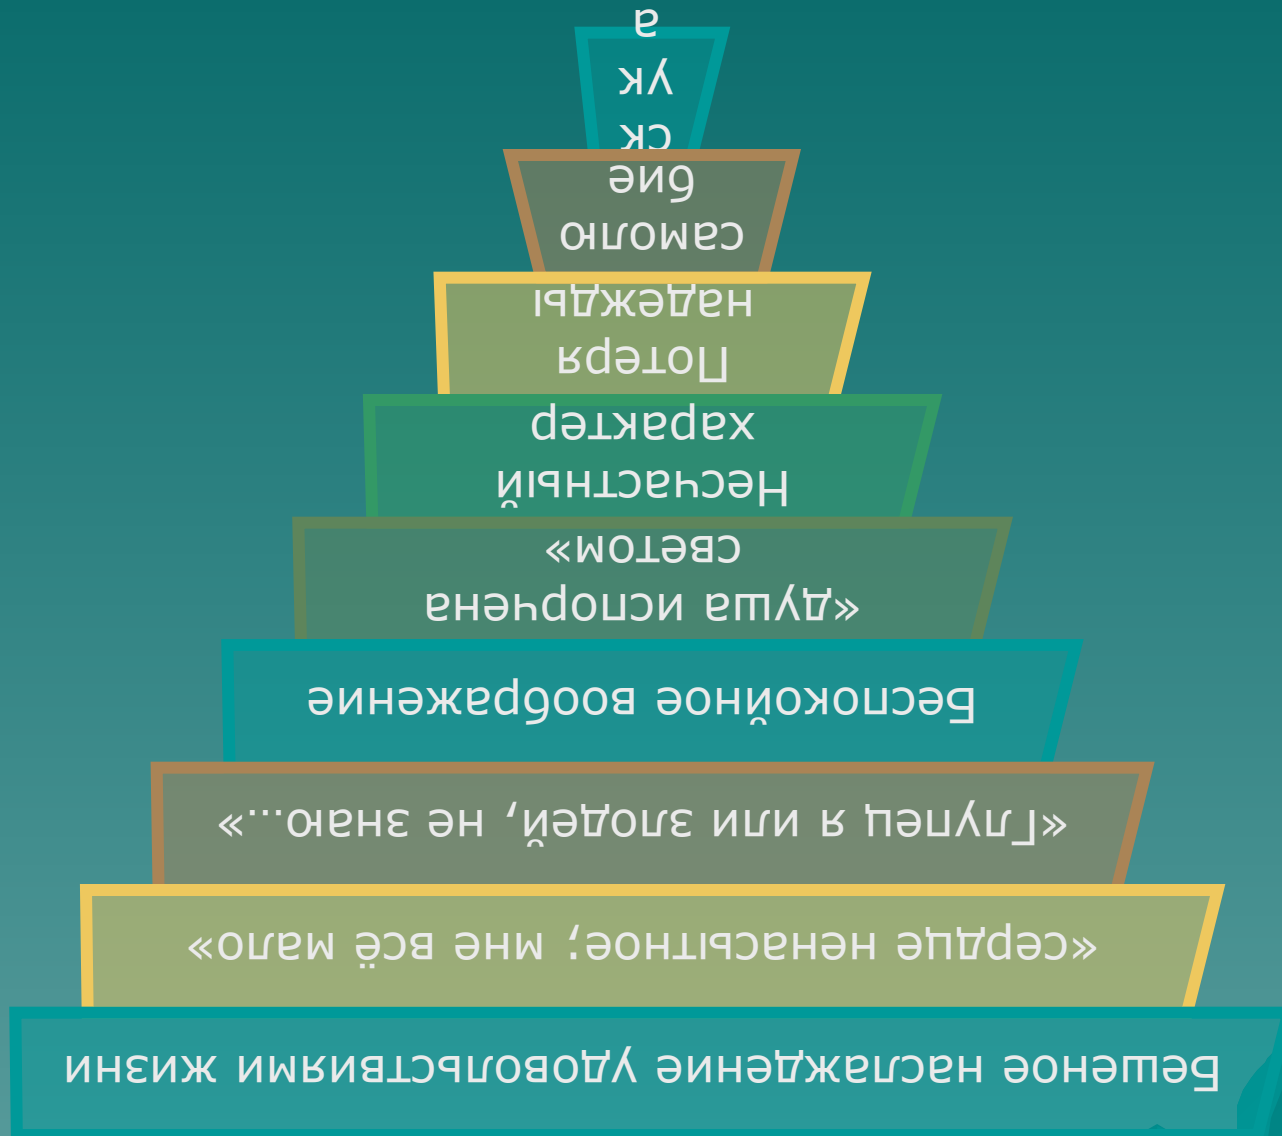 Бешеное наслаждение удовольствиями жизни
«сердце ненасытное; мне всё мало»
«Глупец я или злодей, не знаю...»
Беспокойное воображение
«душа испорчена
светом»
Несчастный
характер
Потеря
надежды
самолю
бие
ск
ук
а